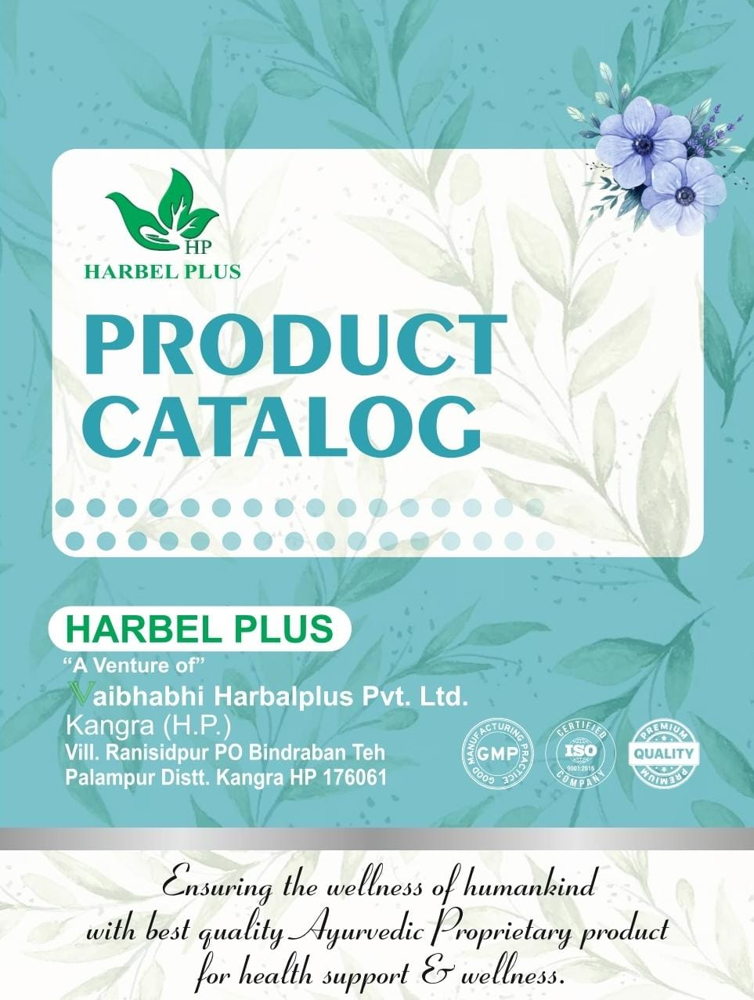 HP
HARBEL PLUS
PRODUCT
CATALOG
HARBEL PLUS
“A Venture of”
Vaibhabhi Harbalplus Pvt. Ltd.
Kangra (H.P.)
Vill. Ranisidpur PO Bindraban Teh
Palampur Distt. Kangra HP 176061
GOOD MANUFACTURING PRACTICE
GMP
CERTIFIED
ISO
9001:2015
COMPANY
PREMIUM
QUALITY
PREMIUM
Ensuring the wellness of humankind
with best quality Ayurvedic Proprietary product
for health support & wellness.